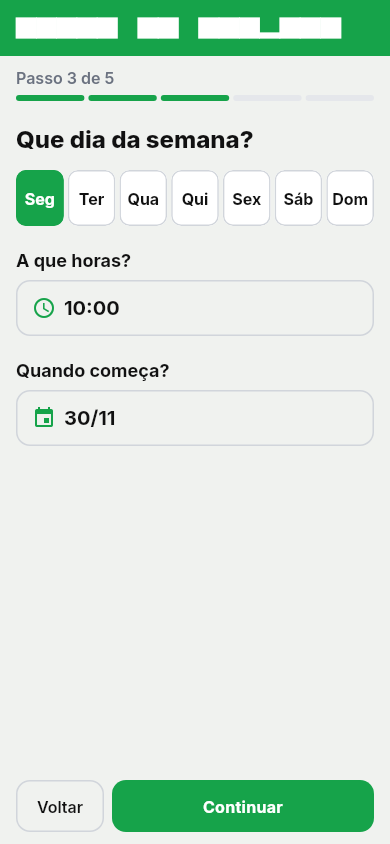 Passo 3 de 5
Que dia da semana?
Seg Ter Qua Qui Sex Sáb Dom
A que horas?
10:00
Quando começa?
30/11
Voltar Continuar